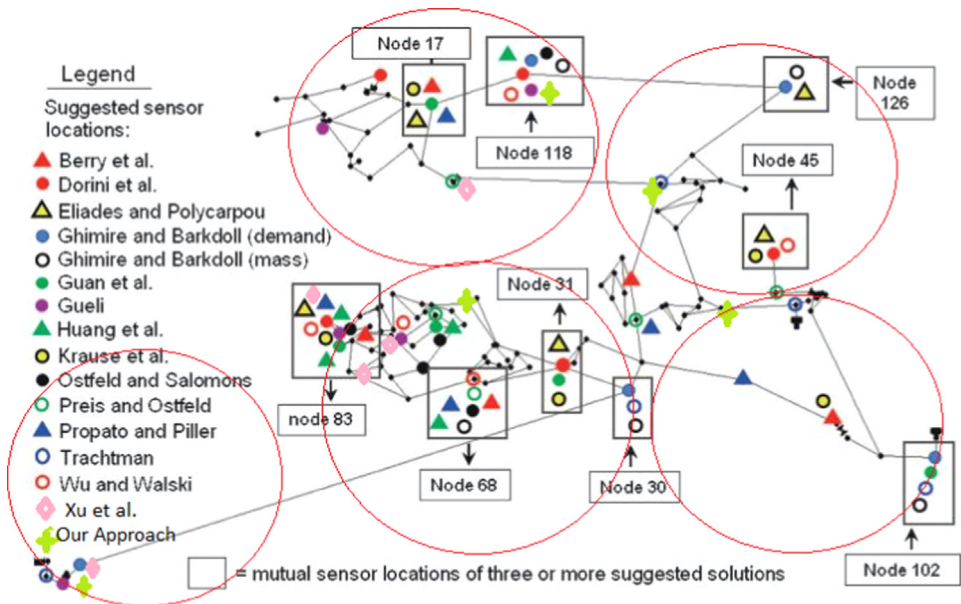 Legend
Suggested sensor
locations:
Berry et al.
Dorini et al.
Eliades and Polycarpou
Ghimire and Barkdoll (demand)
Ghimire and Barkdoll (mass)
Guan et al.
Gueli
Huang et al.
Krause et al.
Ostfeld and Salomons
Preis and Ostfeld
Propato and Piller
Trachtman
Wu and Walski
Xu et al.
Our Approach
Node 17
Node 118
Node
126
Node 45
Node 31
node 83
Node 68
Node 30
Node 102
= mutual sensor locations of three or more suggested solutions